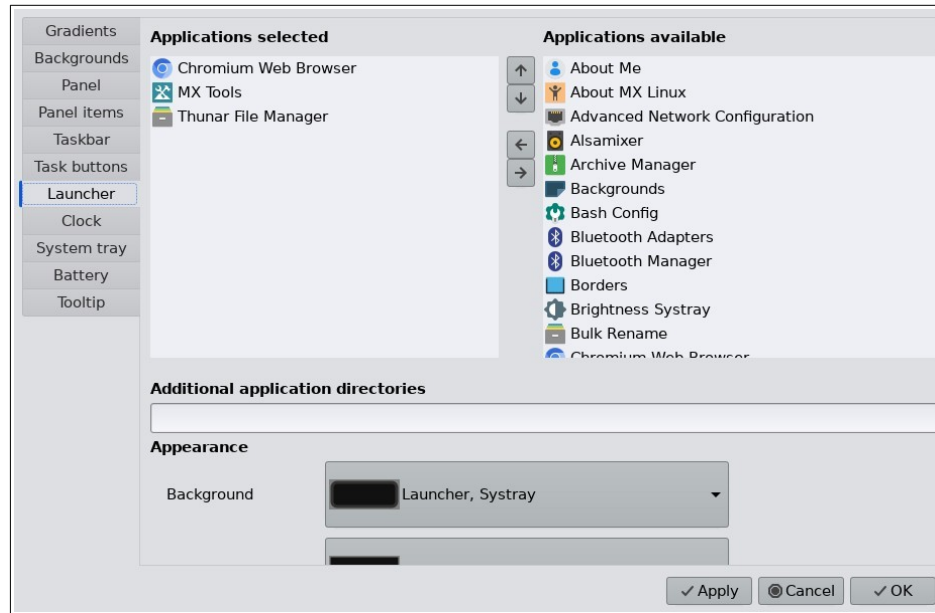 Gradients
Backgrounds
Panel
Panel items
Taskbar
Task buttons
Launcher
Clock
System tray
Battery
Tooltip
Applications selected
Chromium Web Browser
MX Tools
Thunar File Manager
Applications available
About Me
About MX Linux
Advanced Network Configuration
Alsamixer
Archive Manager
Backgrounds
Bash Config
Bluetooth Adapters
Bluetooth Manager
Borders
Brightness Systray
Bulk Rename
Chromium Web Browser
Additional application directories
Appearance
Background
Launcher, Systray
Apply
Cancel
OK